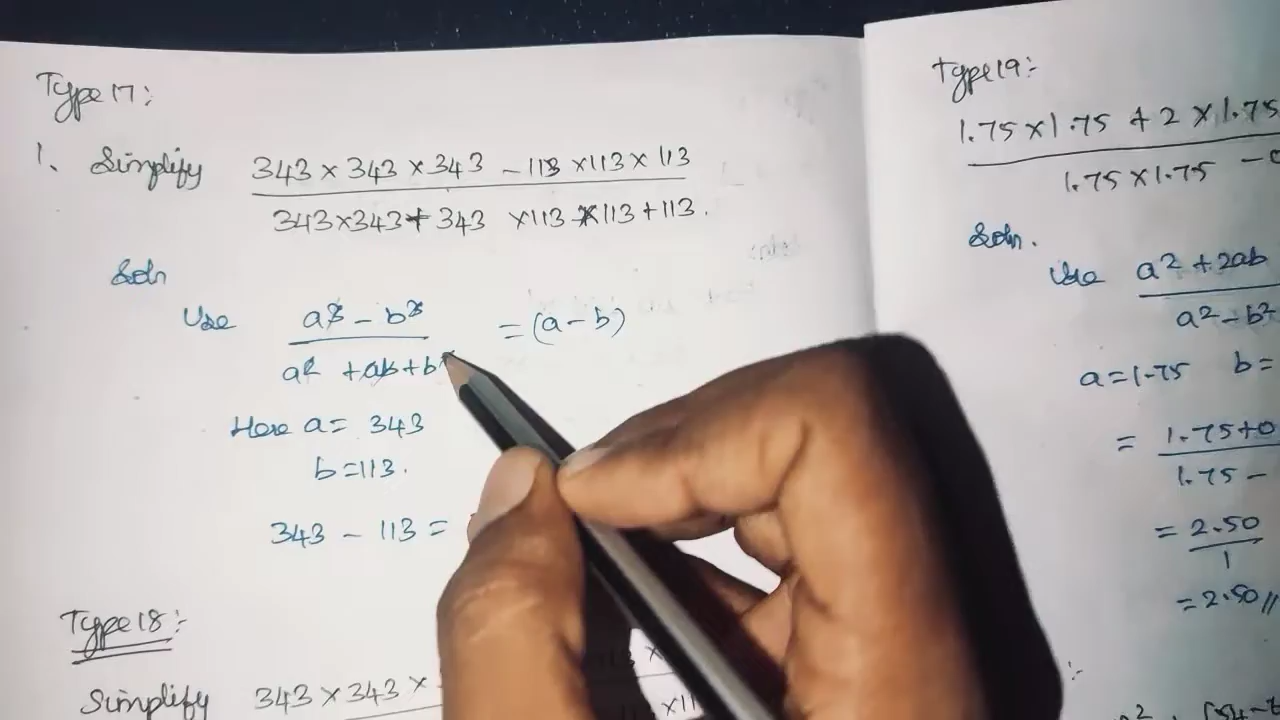 Type 17:
1. Simplify 343 × 343 × 343 - 113 × 113 × 113
343 × 343 + 343 × 113 × 113 + 113.
Soln
Use a³ - b³ = (a - b)
a² + ab + b
Here a = 343
b = 113.
343 - 113 =
Type 18:
Simplify 343 × 343 ×
Type 19:
1.75 × 1.75 + 2 × 1.75
1.75 × 1.75 -
Soln.
Use a² + 2ab
a² - b²
a = 1.75 b =
= 1.75 + 0
1.75 -
= 2.50
1
= 2.50 //